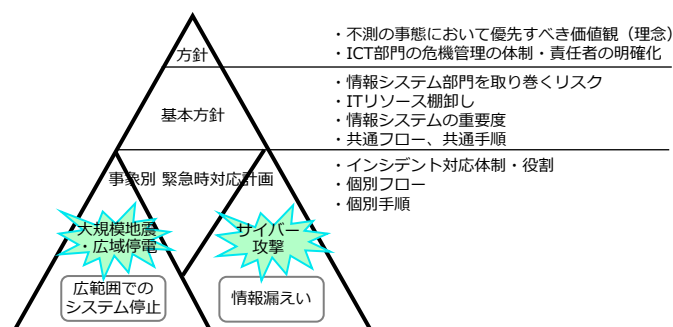 方針
・不測の事態において優先すべき価値観（理念）
・ICT部門の危機管理の体制・責任者の明確化
基本方針
・情報システム部門を取り巻くリスク
・ITリソース棚卸し
・情報システムの重要度
・共通フロー、共通手順
事象別 緊急時対応計画
・インシデント対応体制・役割
・個別フロー
・個別手順
大規模地震
・広域停電
サイバー
攻撃
広範囲での
システム停止
情報漏えい